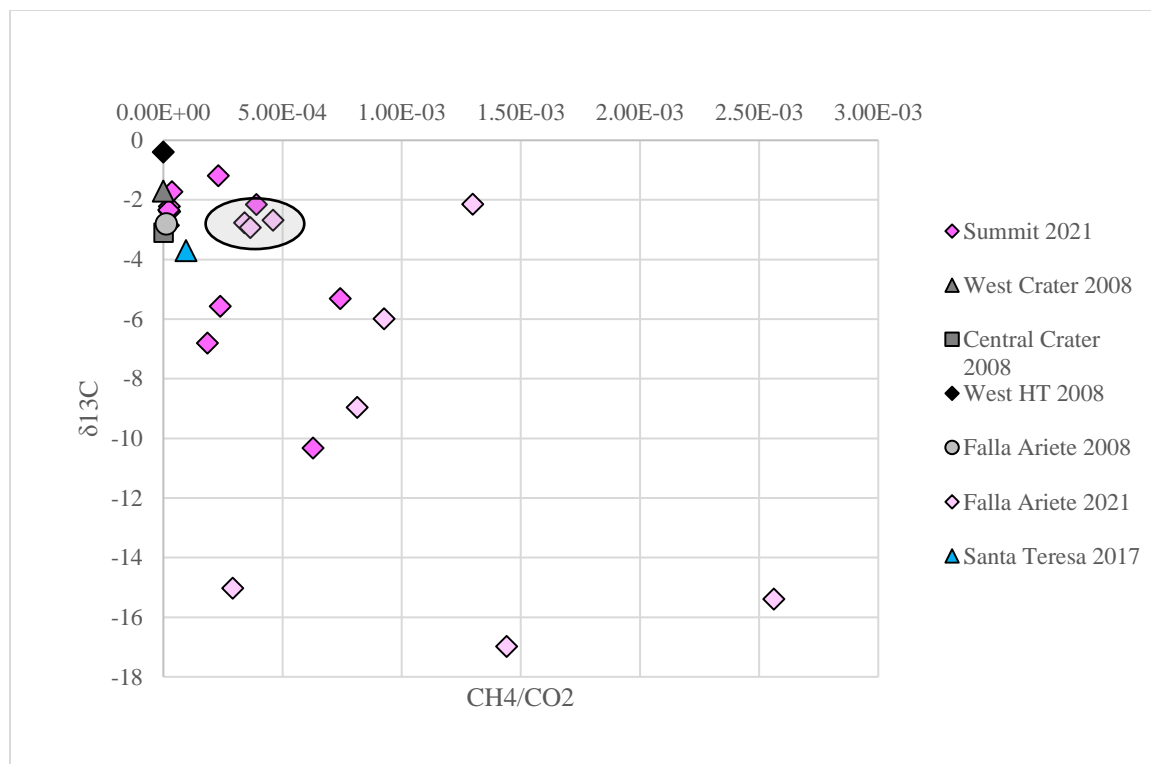 0.00E+00 5.00E-04 1.00E-03 1.50E-03 2.00E-03 2.50E-03 3.00E-03
0
-2
-4
-6
-8
-10
-12
-14
-16
-18
δ13C
CH4/CO2
Summit 2021
West Crater 2008
Central Crater
2008
West HT 2008
Falla Ariete 2008
Falla Ariete 2021
Santa Teresa 2017